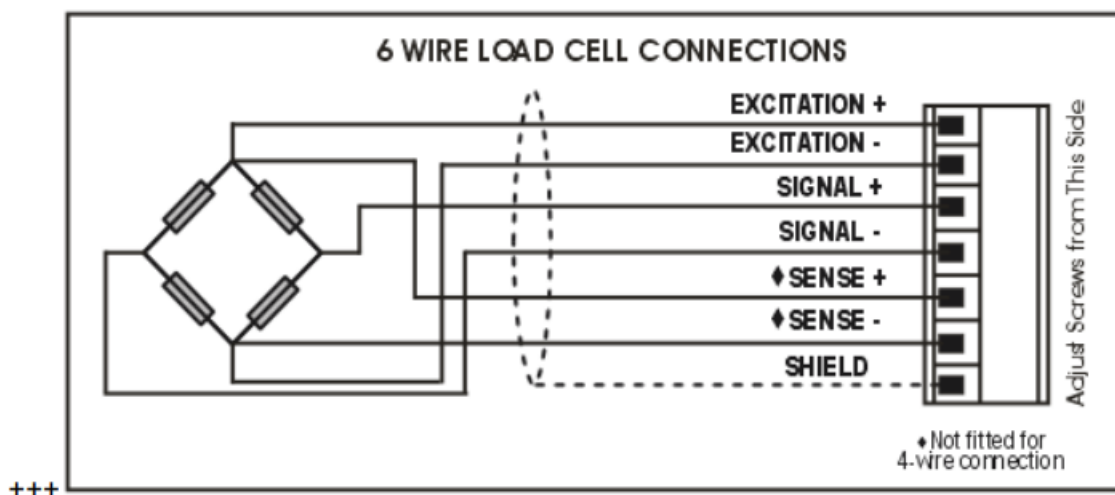 6 WIRE LOAD CELL CONNECTIONS
EXCITATION +
EXCITATION -
SIGNAL +
SIGNAL -
♦SENSE +
♦SENSE -
SHIELD
Adjust Screws from This Side
♦Not fitted for
4-wire connection
+++